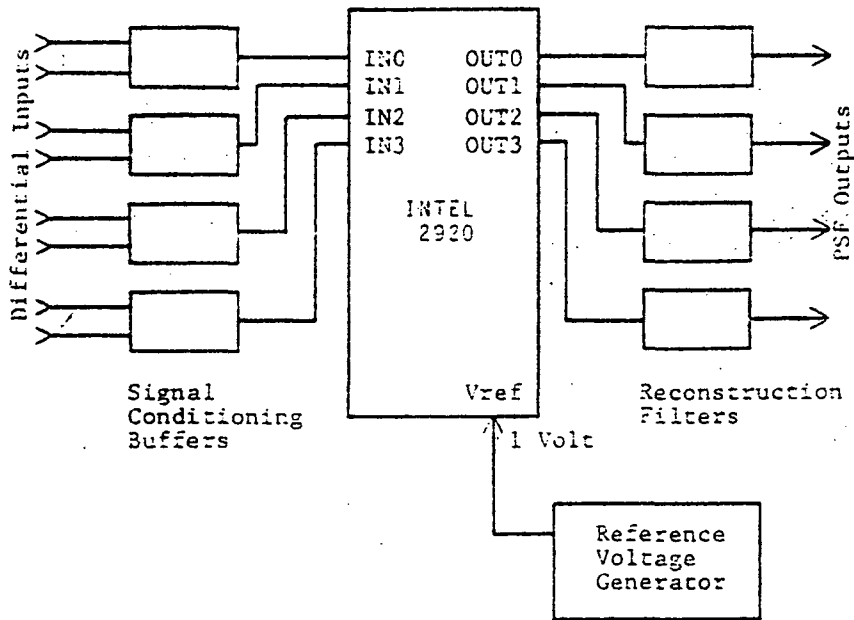 Differential Inputs
IN0 OUT0
IN1 OUT1
IN2 OUT2
IN3 OUT3
INTEL
2920
Vref
PSF Outputs
Signal
Conditioning
Buffers
Reconstruction
Filters
1 Volt
Reference
Voltage
Generator